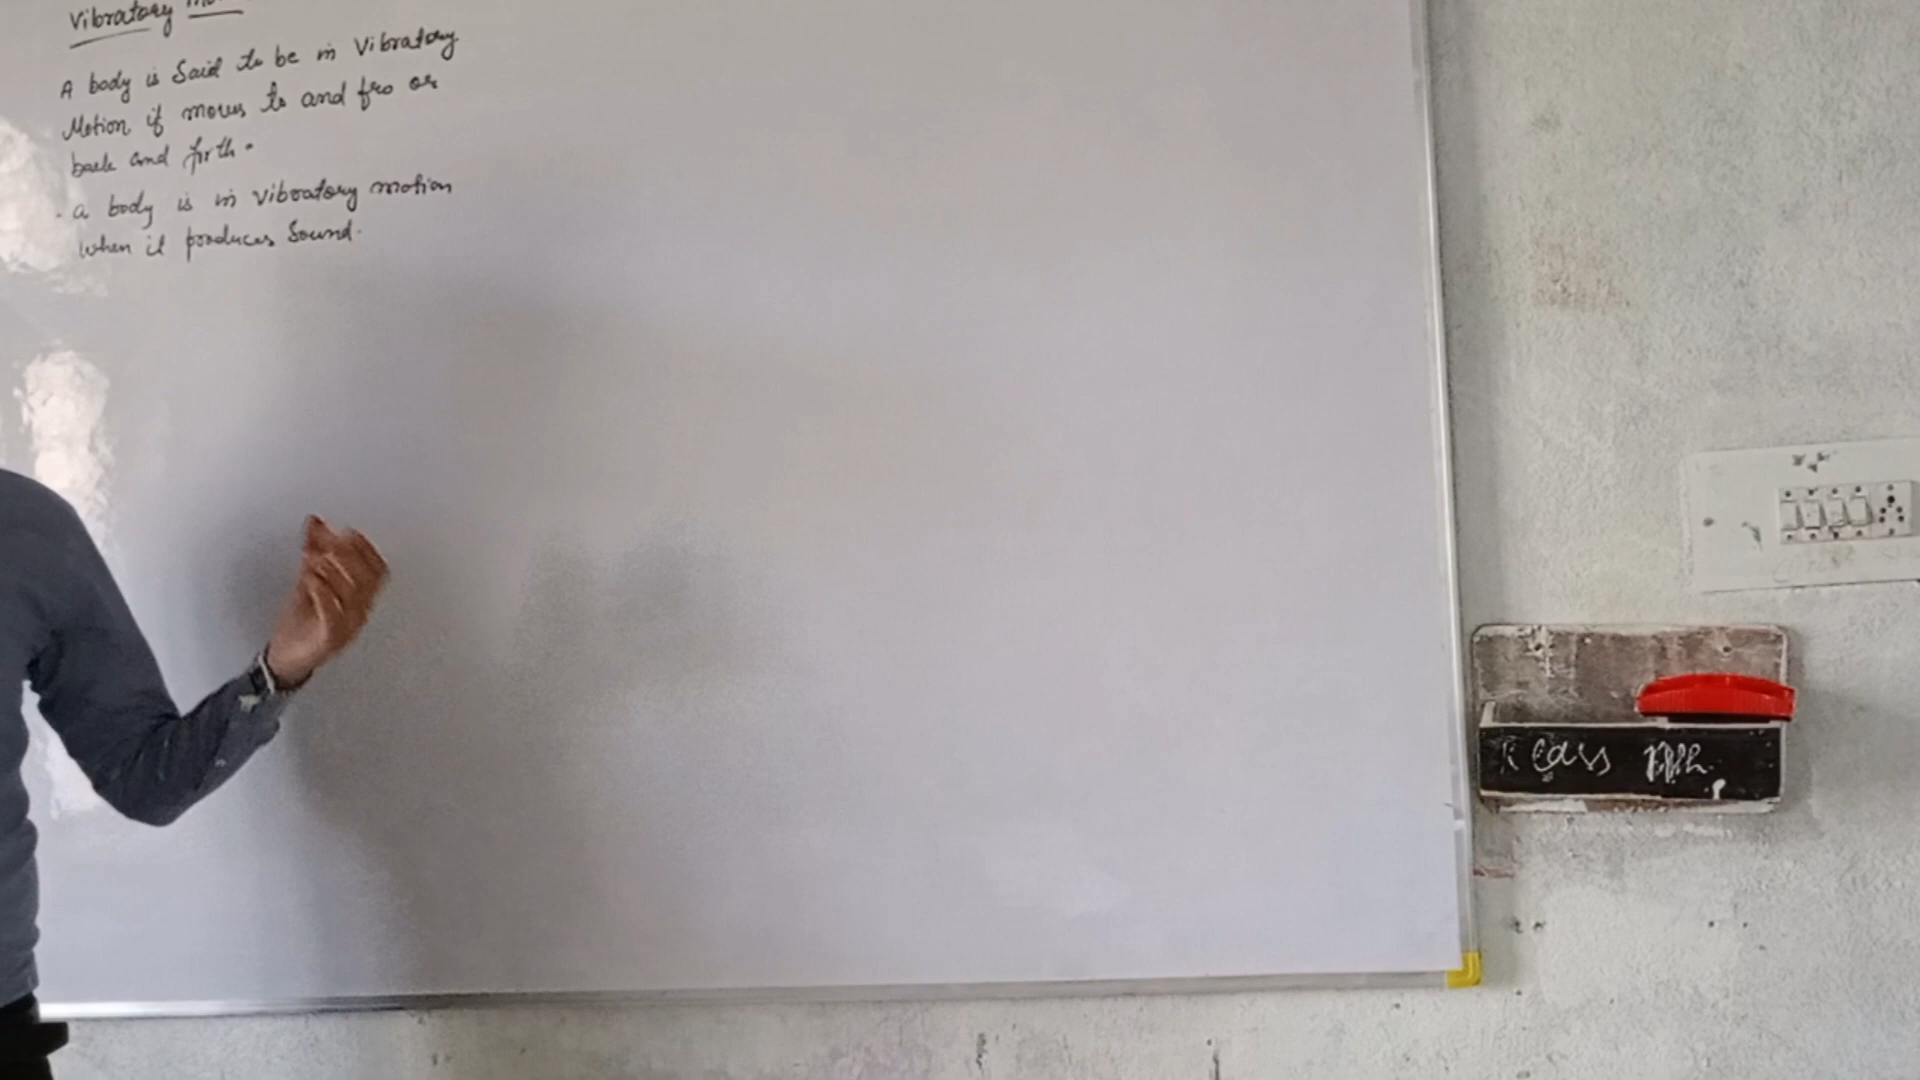 Vibratory
A body is Said to be in Vibratory
Motion if moves to and fro or
back and forth.
. a body is in vibratory motion
when it produces Sound.